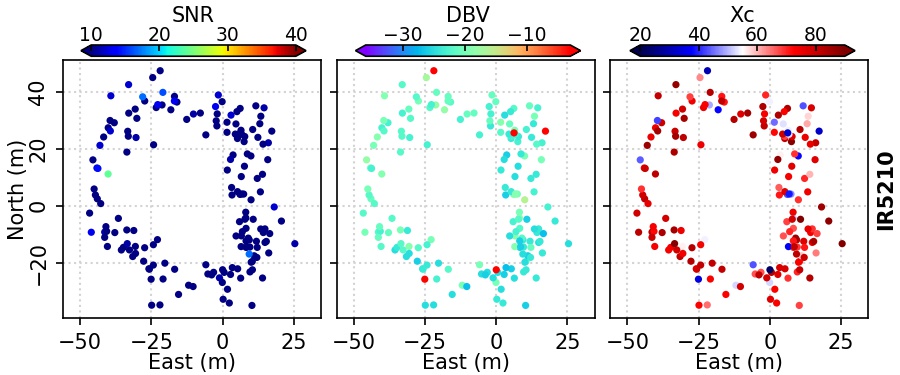 SNR DBV Xc
10 20 30 40 −30 −20 −10 20 40 60 80
40
20
0
−20
North (m)
IR5210
−50 −25 0 25 −50 −25 0 25 −50 −25 0 25
East (m) East (m) East (m)